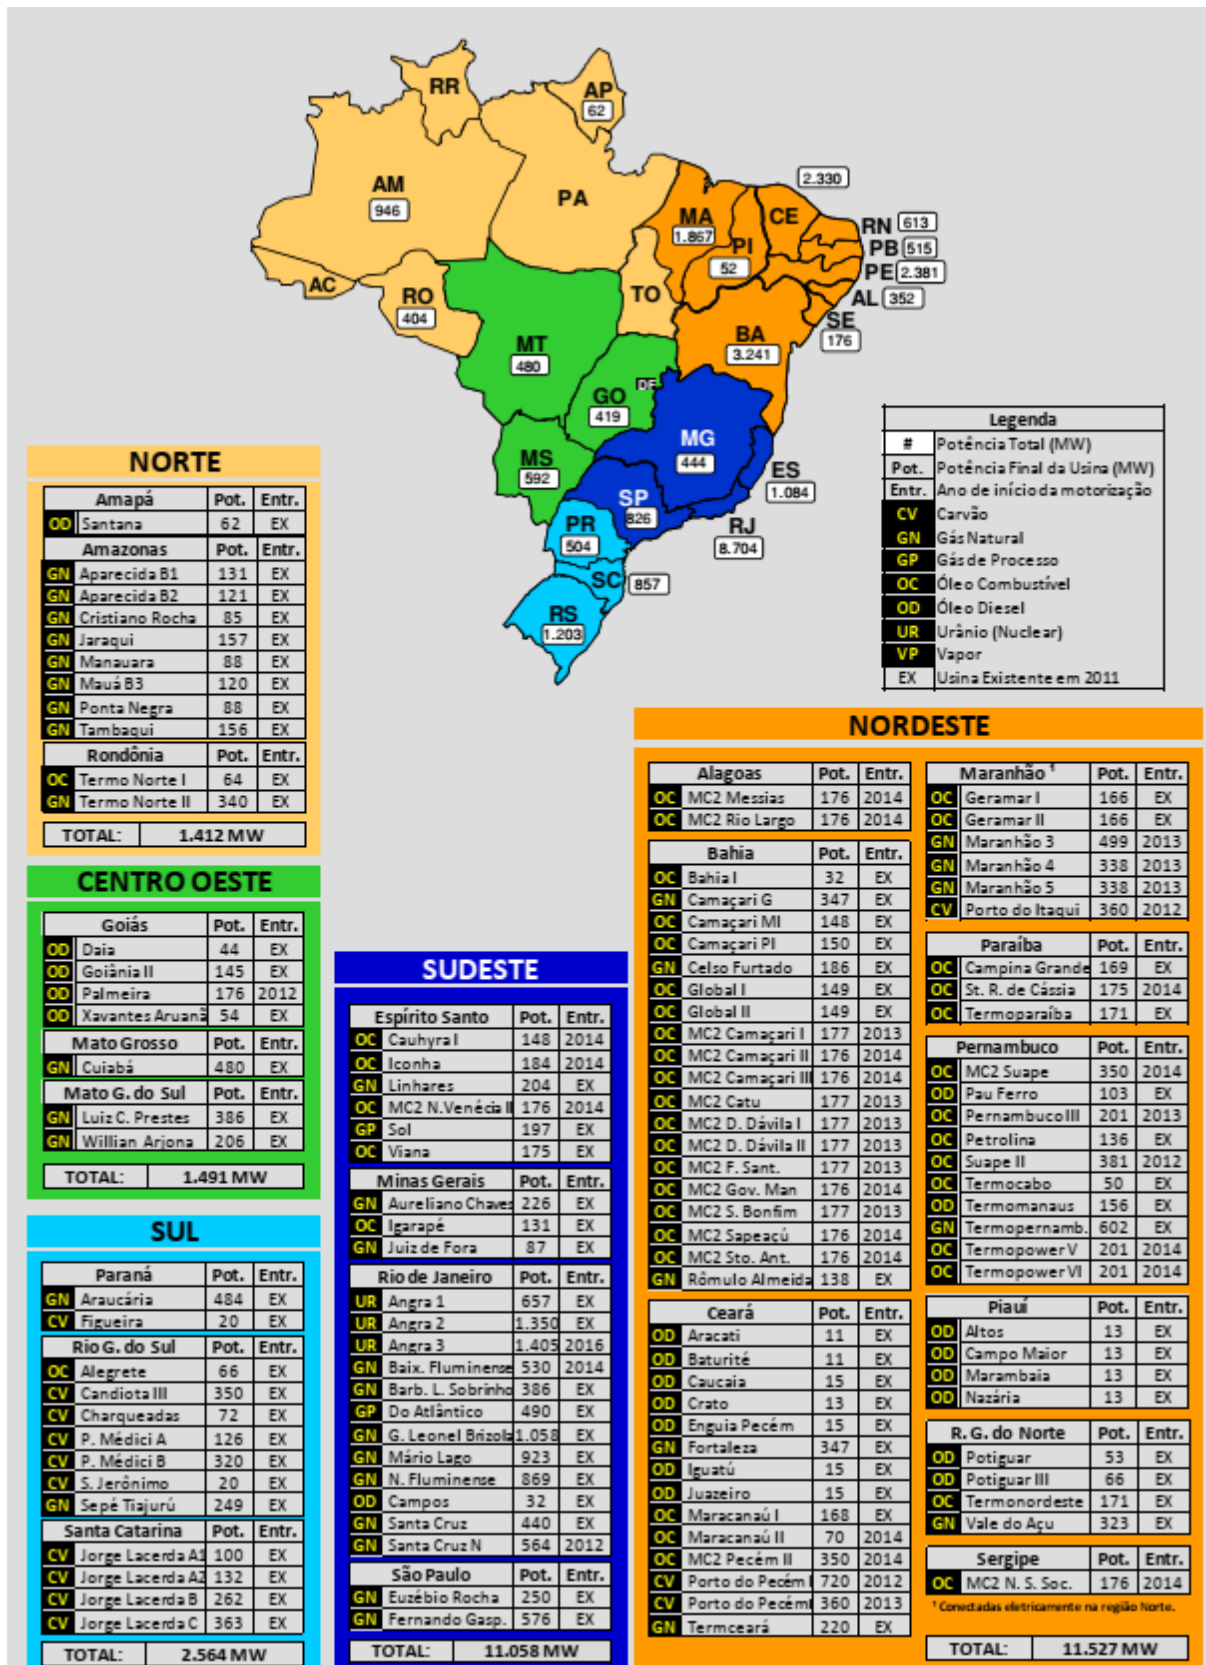 RR
AP
62
AM
946
PA
2.330
MA
1.867
CE
RN 613
PI
52
PB 515
PE 2.381
AC
RO
404
TO
AL 352
SE
176
MT
480
BA
3.241
GO
419
DF
MG
444
MS
592
ES
1.084
SP
826
RJ
8.704
PR
504
SC
857
RS
1.203
Legenda
# Potência Total (MW)
Pot. Potência Final da Usina (MW)
Entr. Ano de início da motorização
CV Carvão
GN Gás Natural
GP Gás de Processo
OC Óleo Combustível
OD Óleo Diesel
UR Urânio (Nuclear)
VP Vapor
EX Usina Existente em 2011
NORTE
Amapá Pot. Entr.
OD Santana 62 EX
Amazonas Pot. Entr.
GN Aparecida B1 131 EX
GN Aparecida B2 121 EX
GN Cristiano Rocha 85 EX
GN Jaraqui 157 EX
GN Manauara 88 EX
GN Mauá B3 120 EX
GN Ponta Negra 88 EX
GN Tambaqui 156 EX
Rondônia Pot. Entr.
OC Termo Norte I 64 EX
GN Termo Norte II 340 EX
TOTAL: 1.412 MW
CENTRO OESTE
Goiás Pot. Entr.
OD Daia 44 EX
OD Goiânia II 145 EX
OD Palmeira 176 2012
OD Xavantes Aruanã 54 EX
Mato Grosso Pot. Entr.
GN Cuiabá 480 EX
Mato G. do Sul Pot. Entr.
GN Luiz C. Prestes 386 EX
GN Willian Arjona 206 EX
TOTAL: 1.491 MW
SUL
Paraná Pot. Entr.
GN Araucária 484 EX
CV Figueira 20 EX
Rio G. do Sul Pot. Entr.
OC Alegrete 66 EX
CV Candiota III 350 EX
CV Charqueadas 72 EX
CV P. Médici A 126 EX
CV P. Médici B 320 EX
CV S. Jerônimo 20 EX
GN Sepé Tiajurú 249 EX
Santa Catarina Pot. Entr.
CV Jorge Lacerda A1 100 EX
CV Jorge Lacerda A2 132 EX
CV Jorge Lacerda B 262 EX
CV Jorge Lacerda C 363 EX
TOTAL: 2.564 MW
SUDESTE
Espírito Santo Pot. Entr.
OC Cauhyra I 148 2014
OC Iconha 184 2014
GN Linhares 204 EX
OC MC2 N.Venécia II 176 2014
GP Sol 197 EX
OC Viana 175 EX
Minas Gerais Pot. Entr.
GN Aureliano Chaves 226 EX
OC Igarapé 131 EX
GN Juiz de Fora 87 EX
Rio de Janeiro Pot. Entr.
UR Angra 1 657 EX
UR Angra 2 1.350 EX
UR Angra 3 1.405 2016
GN Baix. Fluminense 530 2014
GN Barb. L. Sobrinho 386 EX
GP Do Atlântico 490 EX
GN G. Leonel Brizola 1.058 EX
GN Mário Lago 923 EX
GN N. Fluminense 869 EX
OD Campos 32 EX
GN Santa Cruz 440 EX
GN Santa Cruz N 564 2012
São Paulo Pot. Entr.
GN Euzébio Rocha 250 EX
GN Fernando Gasp. 576 EX
TOTAL: 11.058 MW
NORDESTE
Alagoas Pot. Entr.
OC MC2 Messias 176 2014
OC MC2 Rio Largo 176 2014
Bahia Pot. Entr.
OC Bahia I 32 EX
GN Camaçari G 347 EX
OC Camaçari MI 148 EX
OC Camaçari PI 150 EX
GN Celso Furtado 186 EX
OC Global I 149 EX
OC Global II 149 EX
OC MC2 Camaçari I 177 2013
OC MC2 Camaçari II 176 2014
OC MC2 Camaçari III 176 2014
OC MC2 Catu 177 2013
OC MC2 D. Dávila I 177 2013
OC MC2 D. Dávila II 177 2013
OC MC2 F. Sant. 177 2013
OC MC2 Gov. Man 176 2014
OC MC2 S. Bonfim 177 2013
OC MC2 Sapeaçú 176 2014
OC MC2 Sto. Ant. 176 2014
GN Rômulo Almeida 138 EX
Ceará Pot. Entr.
OD Aracati 11 EX
OD Baturité 11 EX
OD Caucaia 15 EX
OD Crato 13 EX
OD Enguia Pecém 15 EX
GN Fortaleza 347 EX
OD Iguatú 15 EX
OD Juazeiro 15 EX
OC Maracanaú I 168 EX
OC Maracanaú II 70 2014
OC MC2 Pecém II 350 2014
CV Porto do Pecém I 720 2012
CV Porto do Pecém 360 2013
GN Termceará 220 EX
Maranhão ¹ Pot. Entr.
OC Geramar I 166 EX
OC Geramar II 166 EX
GN Maranhão 3 499 2013
GN Maranhão 4 338 2013
GN Maranhão 5 338 2013
CV Porto do Itaqui 360 2012
Paraíba Pot. Entr.
OC Campina Grande 169 EX
OC St. R. de Cássia 175 2014
OC Termoparaíba 171 EX
Pernambuco Pot. Entr.
OC MC2 Suape 350 2014
OD Pau Ferro 103 EX
OC Pernambuco III 201 2013
OC Petrolina 136 EX
OC Suape II 381 2012
OC Termocabo 50 EX
OD Termomanaus 156 EX
GN Termopernamb. 602 EX
OC Termopower V 201 2014
OC Termopower VI 201 2014
Piauí Pot. Entr.
OD Altos 13 EX
OD Campo Maior 13 EX
OD Marambaia 13 EX
OD Nazária 13 EX
R. G. do Norte Pot. Entr.
OD Potiguar 53 EX
OD Potiguar III 66 EX
OC Termonordeste 171 EX
GN Vale do Açu 323 EX
Sergipe Pot. Entr.
OC MC2 N. S. Soc. 176 2014
¹ Conectadas eletricamente na região Norte.
TOTAL: 11.527 MW